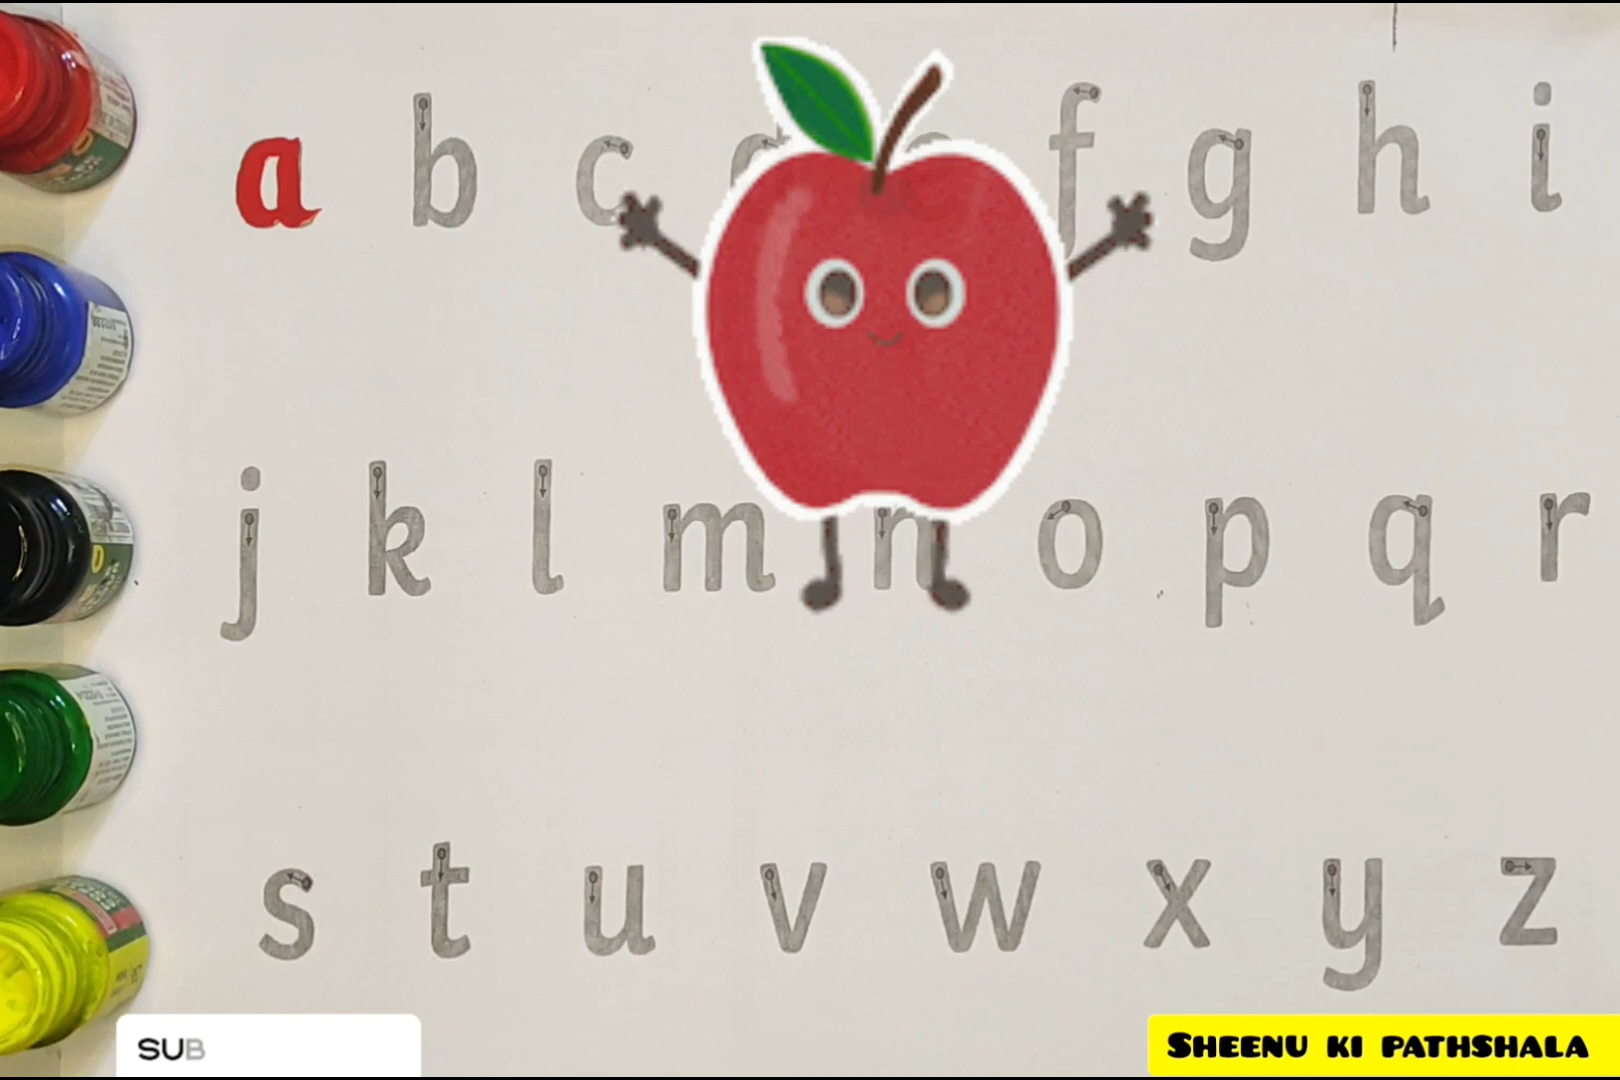 a b c d f g h i
j k l m n o p q r
s t u v w x y z
SUB
SHEENU KI PATHSHALA